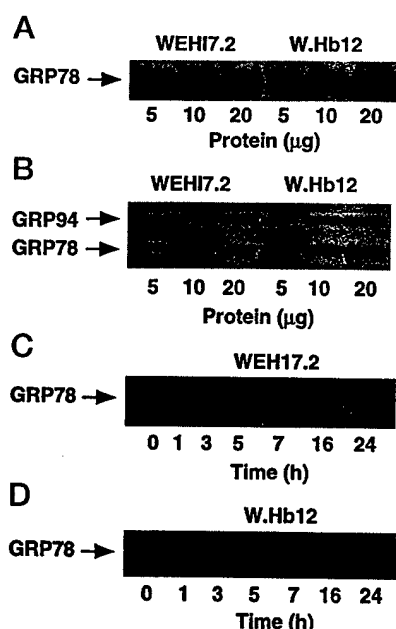 A
WEHI7.2 W.Hb12
GRP78
5 10 20 5 10 20
Protein (μg)
B
WEHI7.2 W.Hb12
GRP94
GRP78
5 10 20 5 10 20
Protein (μg)
C
WEH17.2
GRP78
0 1 3 5 7 16 24
Time (h)
D
W.Hb12
GRP78
0 1 3 5 7 16 24
Time (h)